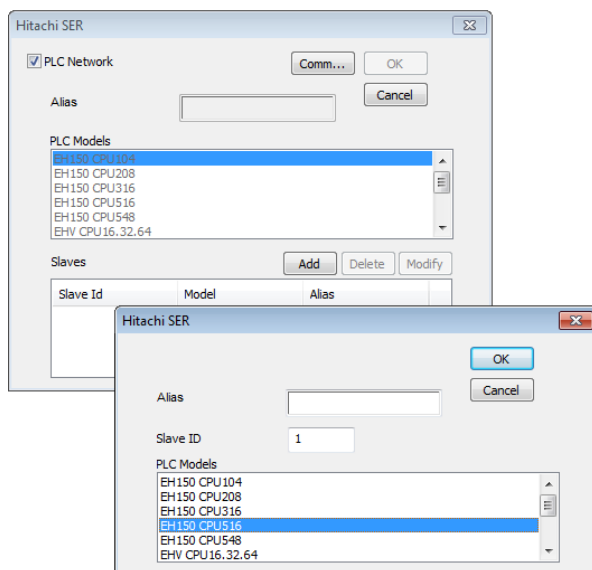 Hitachi SER
PLC Network
Comm...
OK
Alias
Cancel
PLC Models
EH150 CPU104
EH150 CPU208
EH150 CPU316
EH150 CPU516
EH150 CPU548
EHV CPU16.32.64
Slaves
Add
Delete
Modify
Slave Id Model Alias
Hitachi SER
OK
Alias
Cancel
Slave ID 1
PLC Models
EH150 CPU104
EH150 CPU208
EH150 CPU316
EH150 CPU516
EH150 CPU548
EHV CPU16.32.64